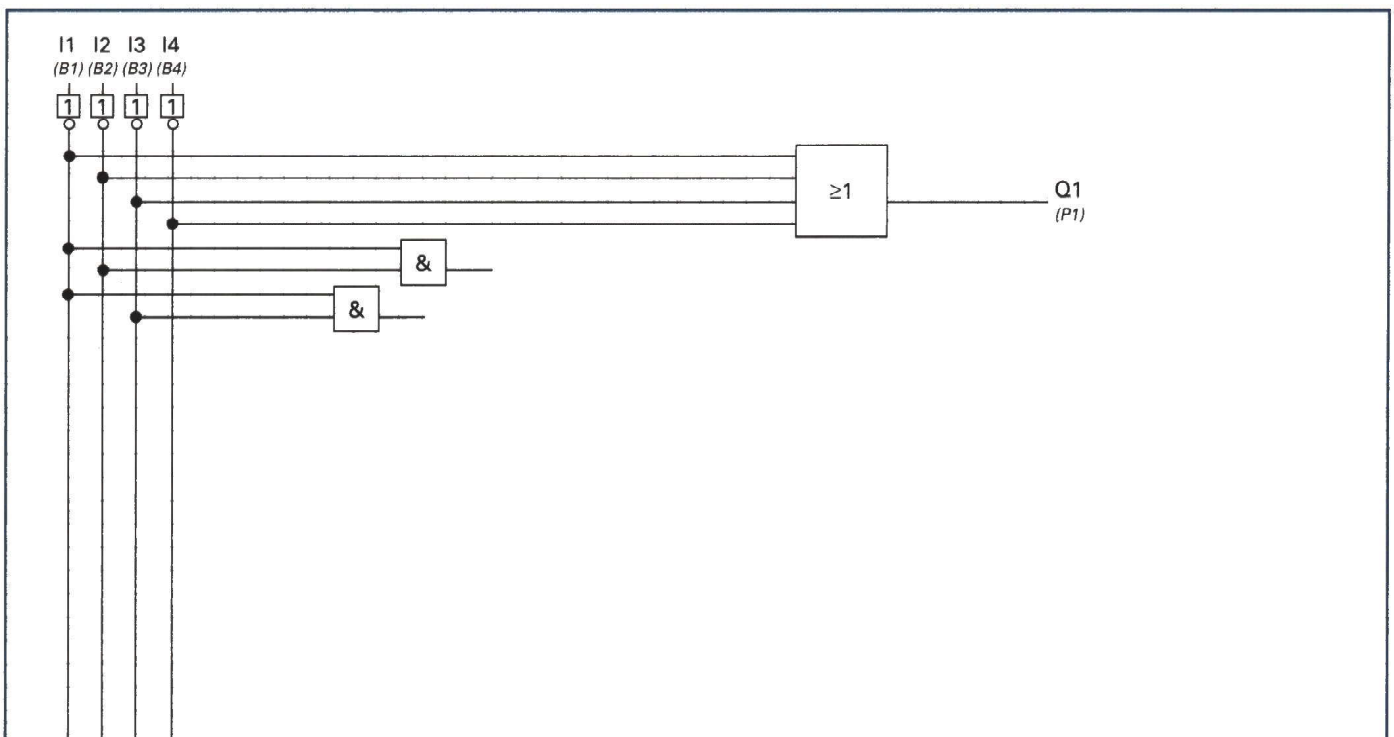 I1 I2 I3 I4
(B1) (B2) (B3) (B4)
1 1 1 1
≥1
Q1
(P1)
&
&